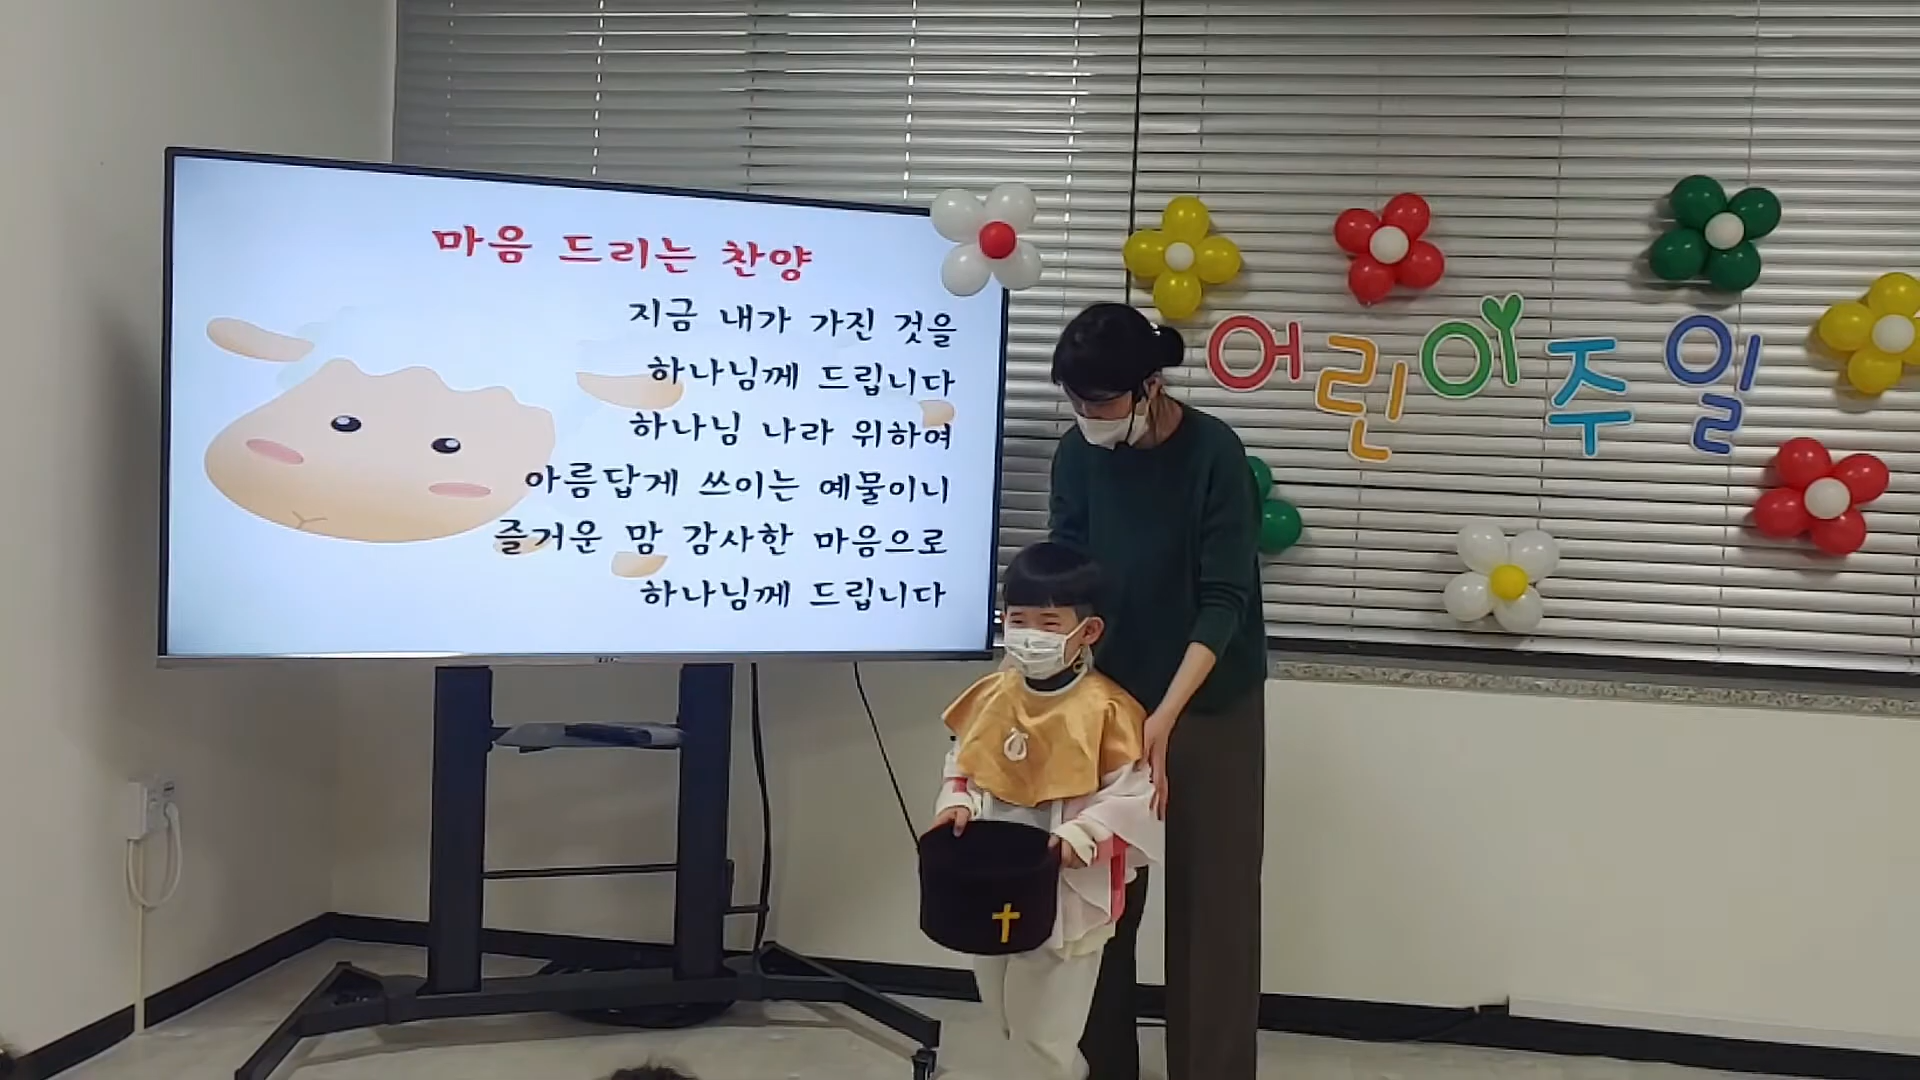 마음 드리는 찬양
지금 내가 가진 것을
하나님께 드립니다
하나님 나라 위하여
아름답게 쓰이는 예물이니
즐거운 맘 감사한 마음으로
하나님께 드립니다
어린이주일